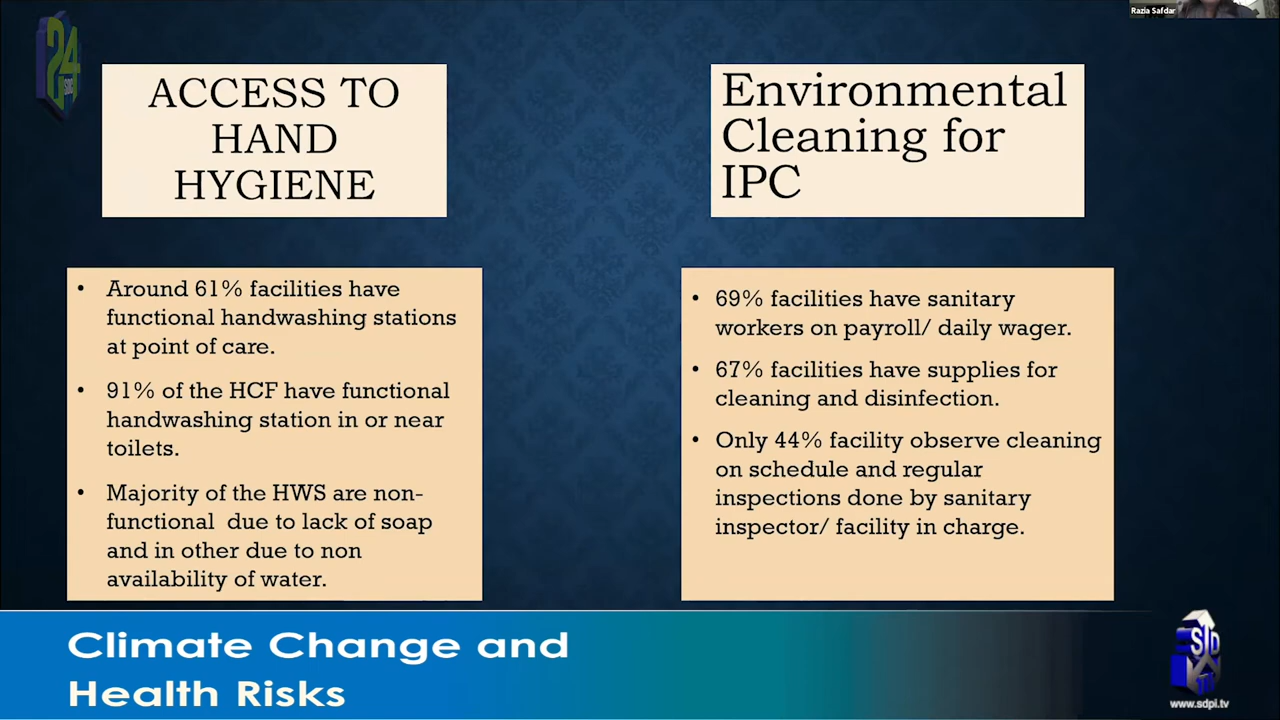 Razia Safdar
24
ACCESS TO
HAND
HYGIENE
Environmental
Cleaning for
IPC
• Around 61% facilities have
functional handwashing stations
at point of care.
• 91% of the HCF have functional
handwashing station in or near
toilets.
• Majority of the HWS are non-
functional due to lack of soap
and in other due to non
availability of water.
• 69% facilities have sanitary
workers on payroll/ daily wager.
• 67% facilities have supplies for
cleaning and disinfection.
• Only 44% facility observe cleaning
on schedule and regular
inspections done by sanitary
inspector/ facility in charge.
Climate Change and
Health Risks
www.sdpi.tv